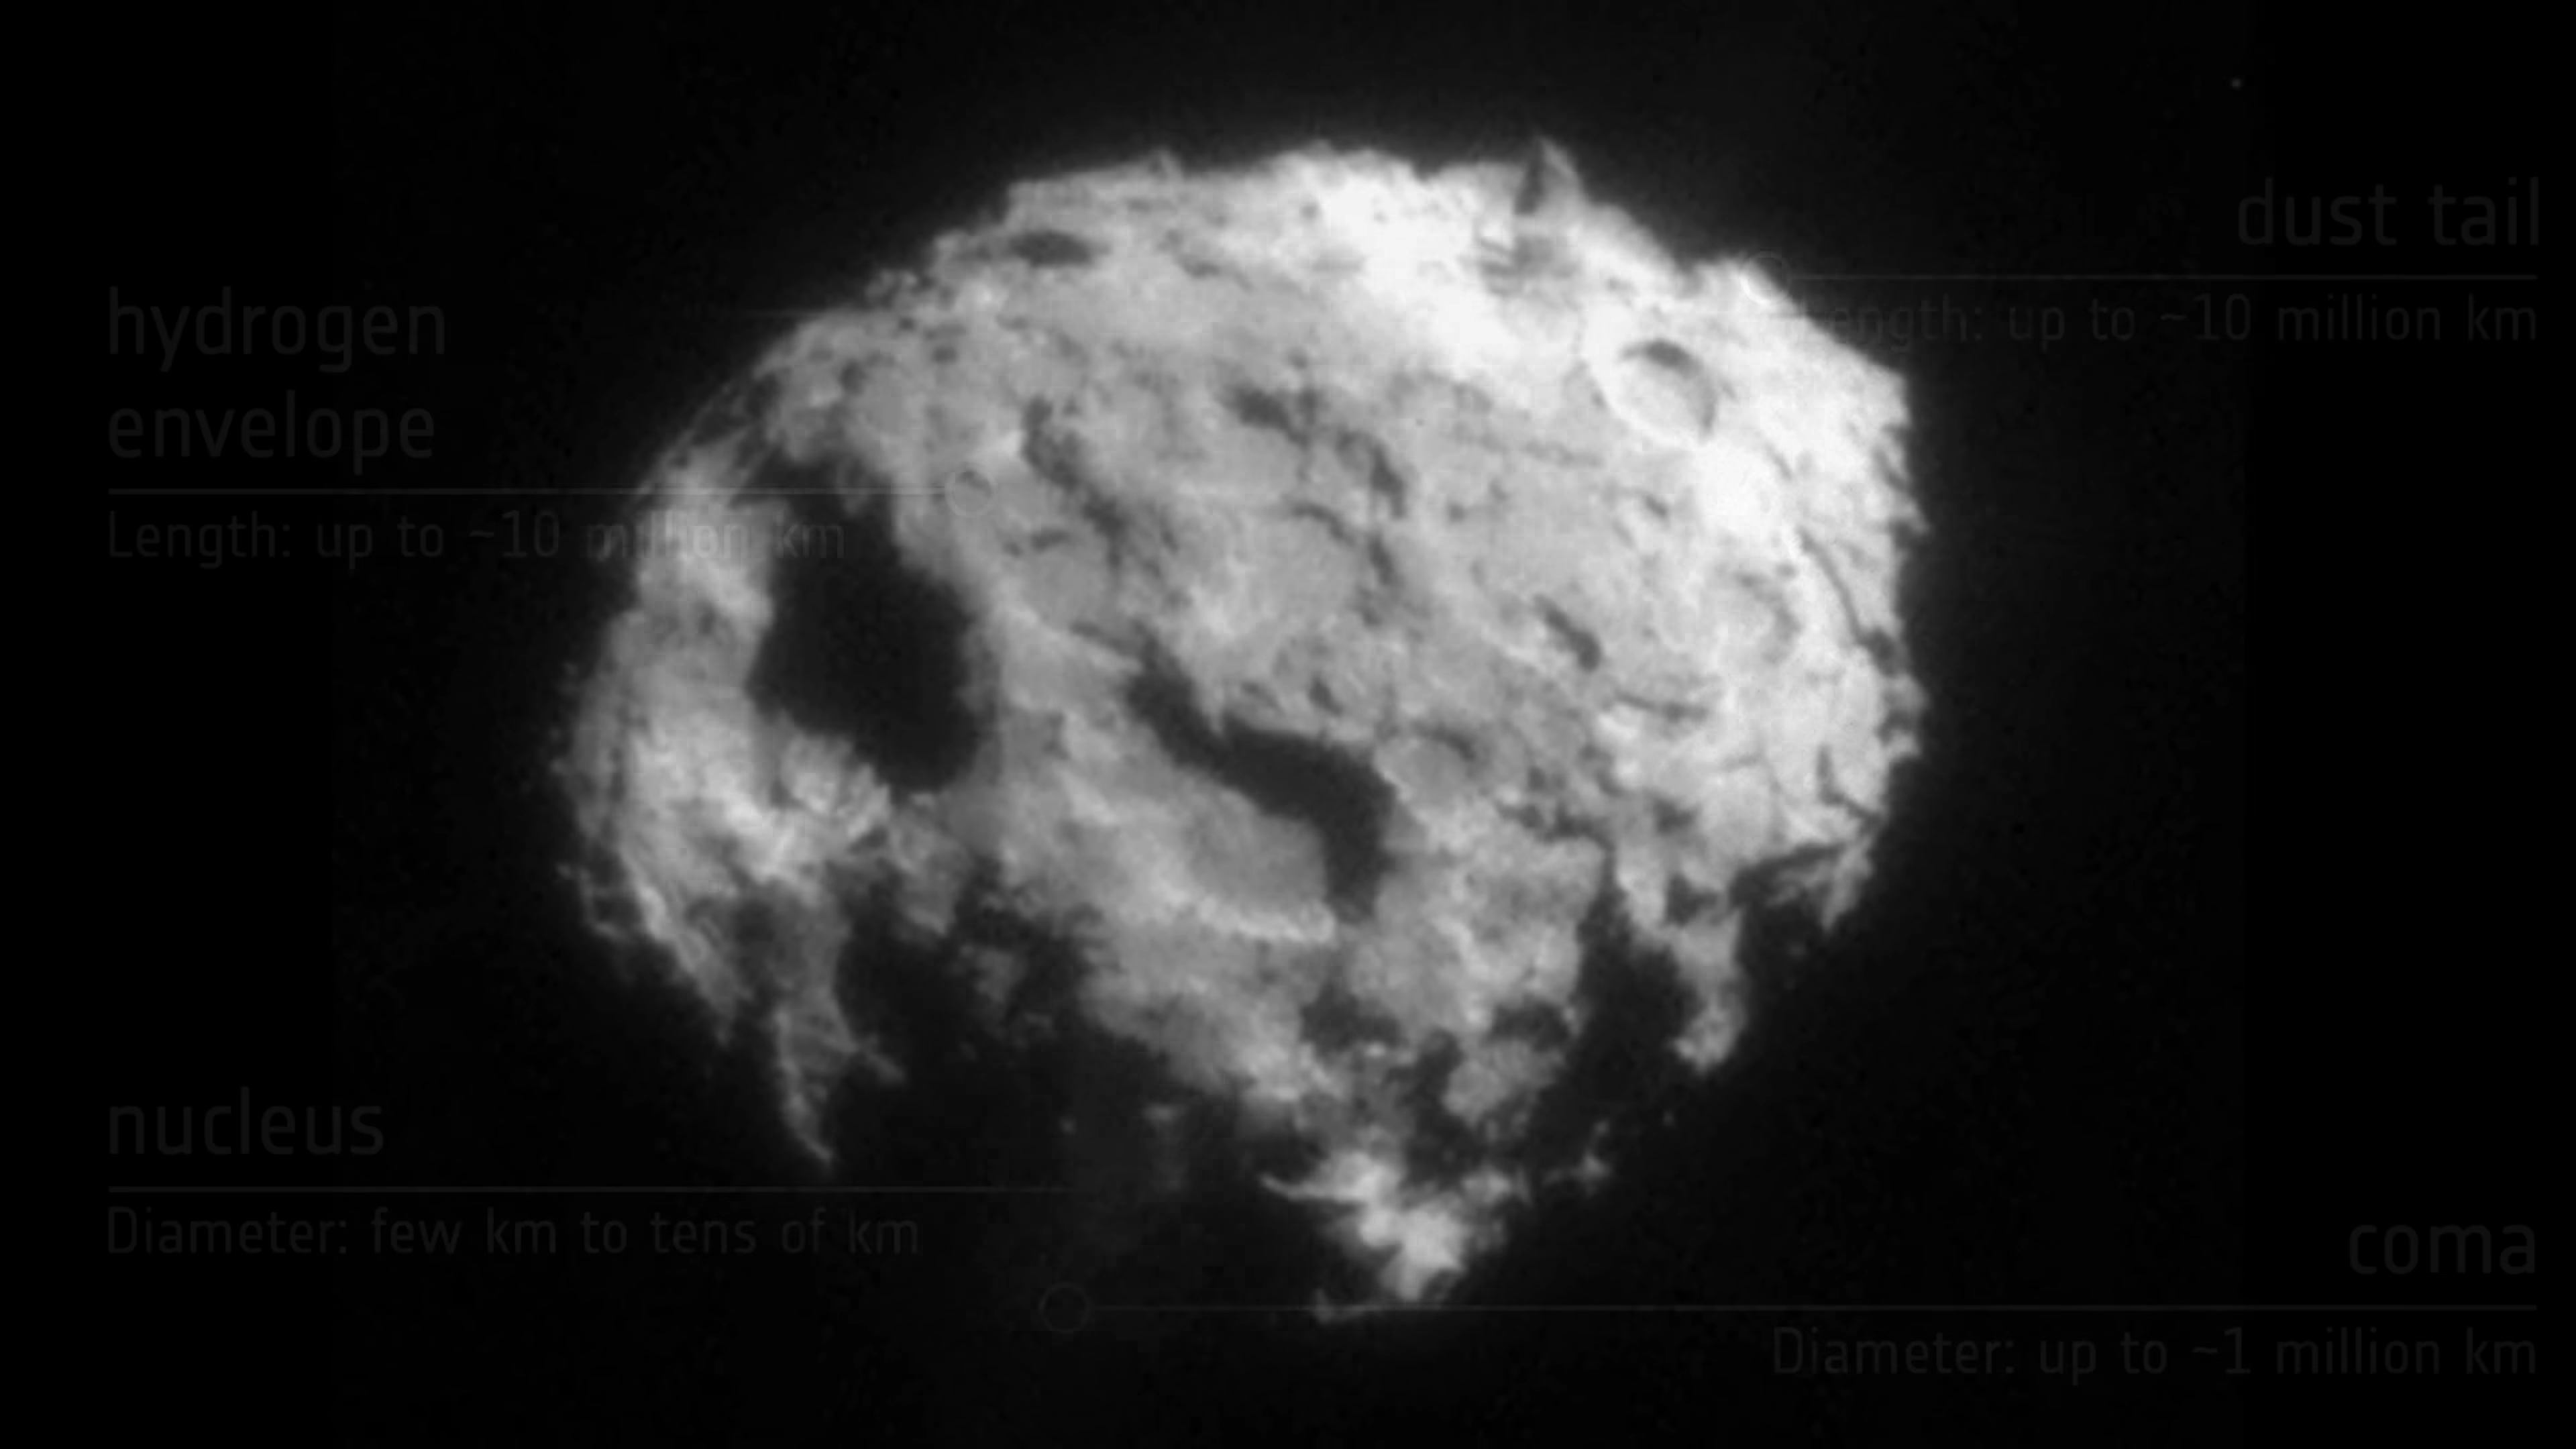 dust tail
Length: up to ~10 million km
hydrogen
envelope
Length: up to ~10 million km
nucleus
Diameter: few km to tens of km
coma
Diameter: up to ~1 million km